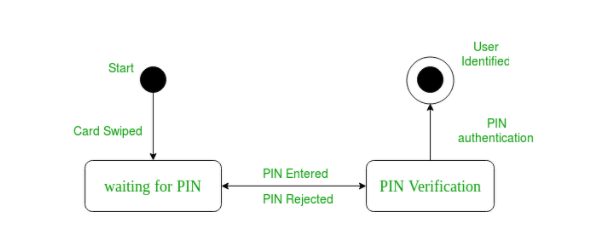 Start
User
Identified
Card Swiped
PIN
authentication
waiting for PIN
PIN Entered
PIN Rejected
PIN Verification